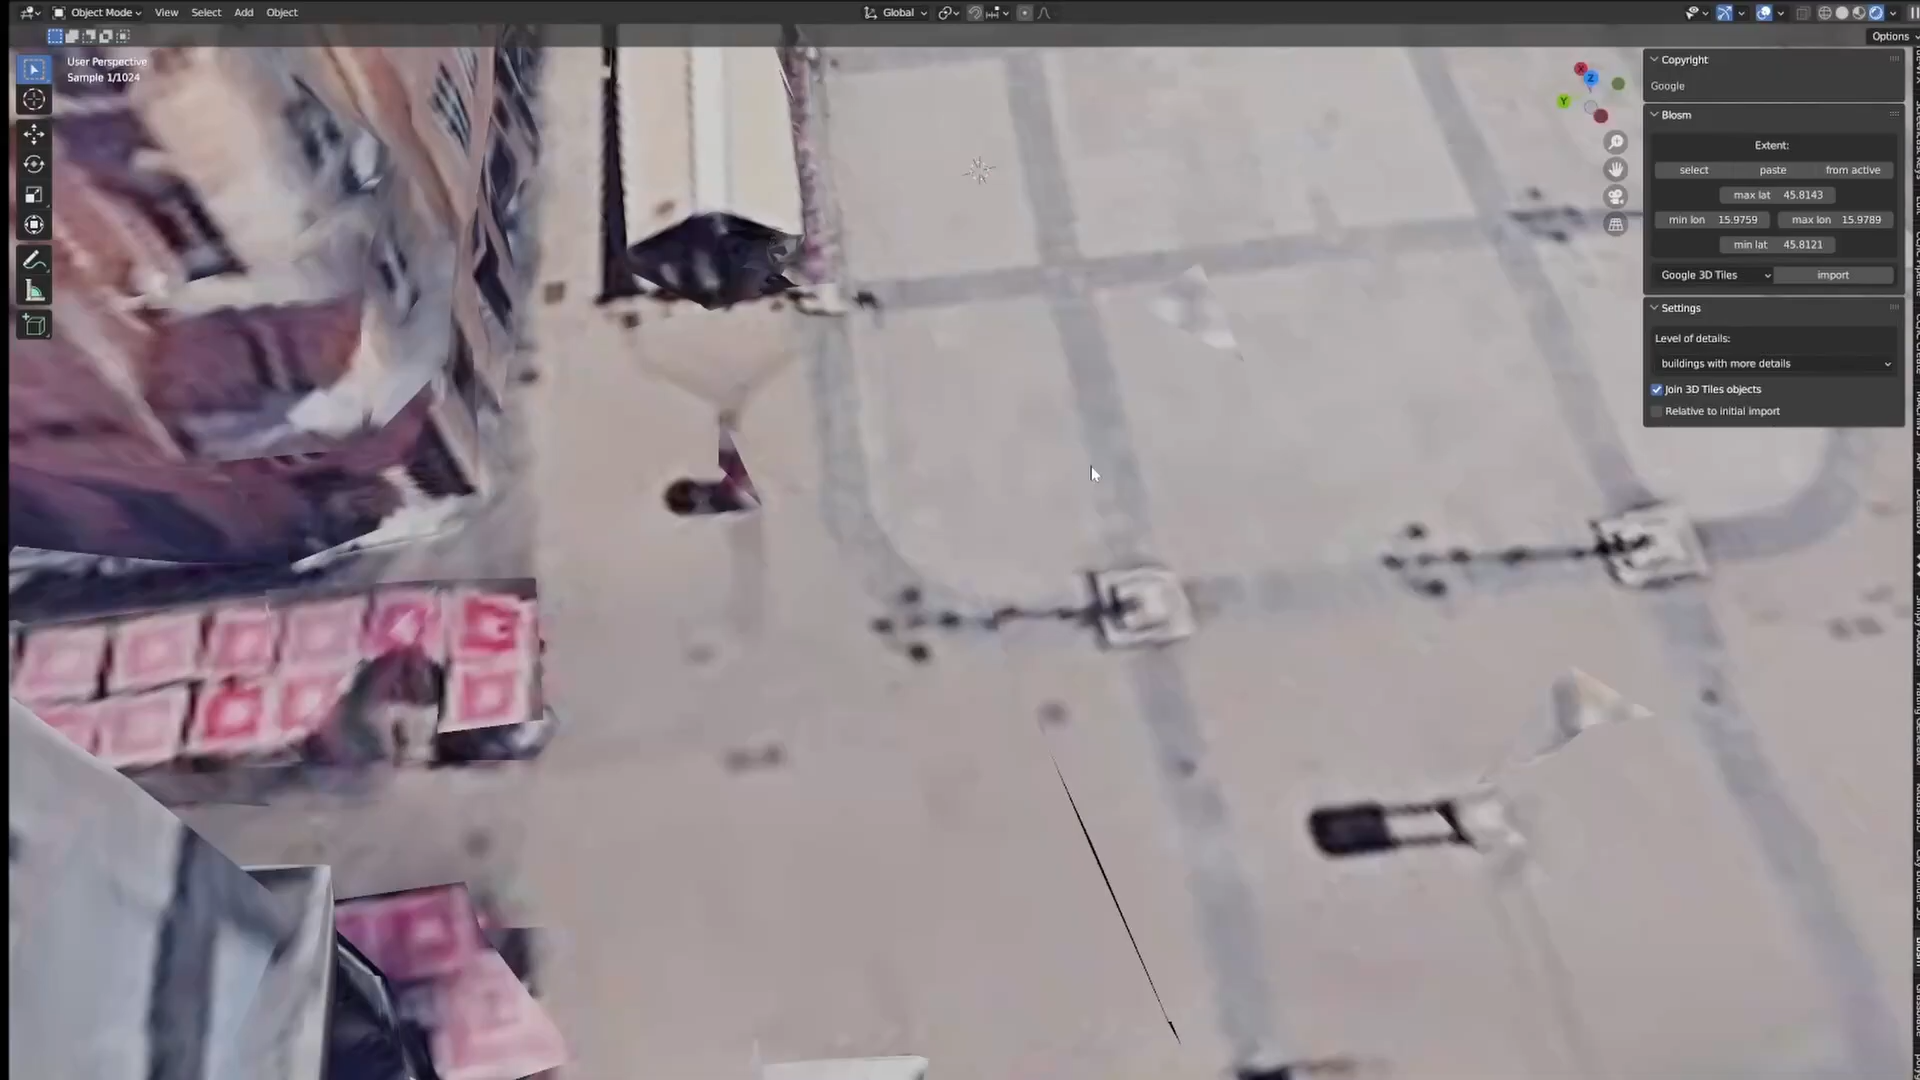 Object Mode View Select Add Object Global
Options
User Perspective
Sample 1/1024
X
Z
Y
Copyright
Google
Blosm
Extent:
select paste from active
max lat 45.8143
min lon 15.9759 max lon 15.9789
min lat 45.8121
Google 3D Tiles import
Settings
Level of details:
buildings with more details
Join 3D Tiles objects
Relative to initial import